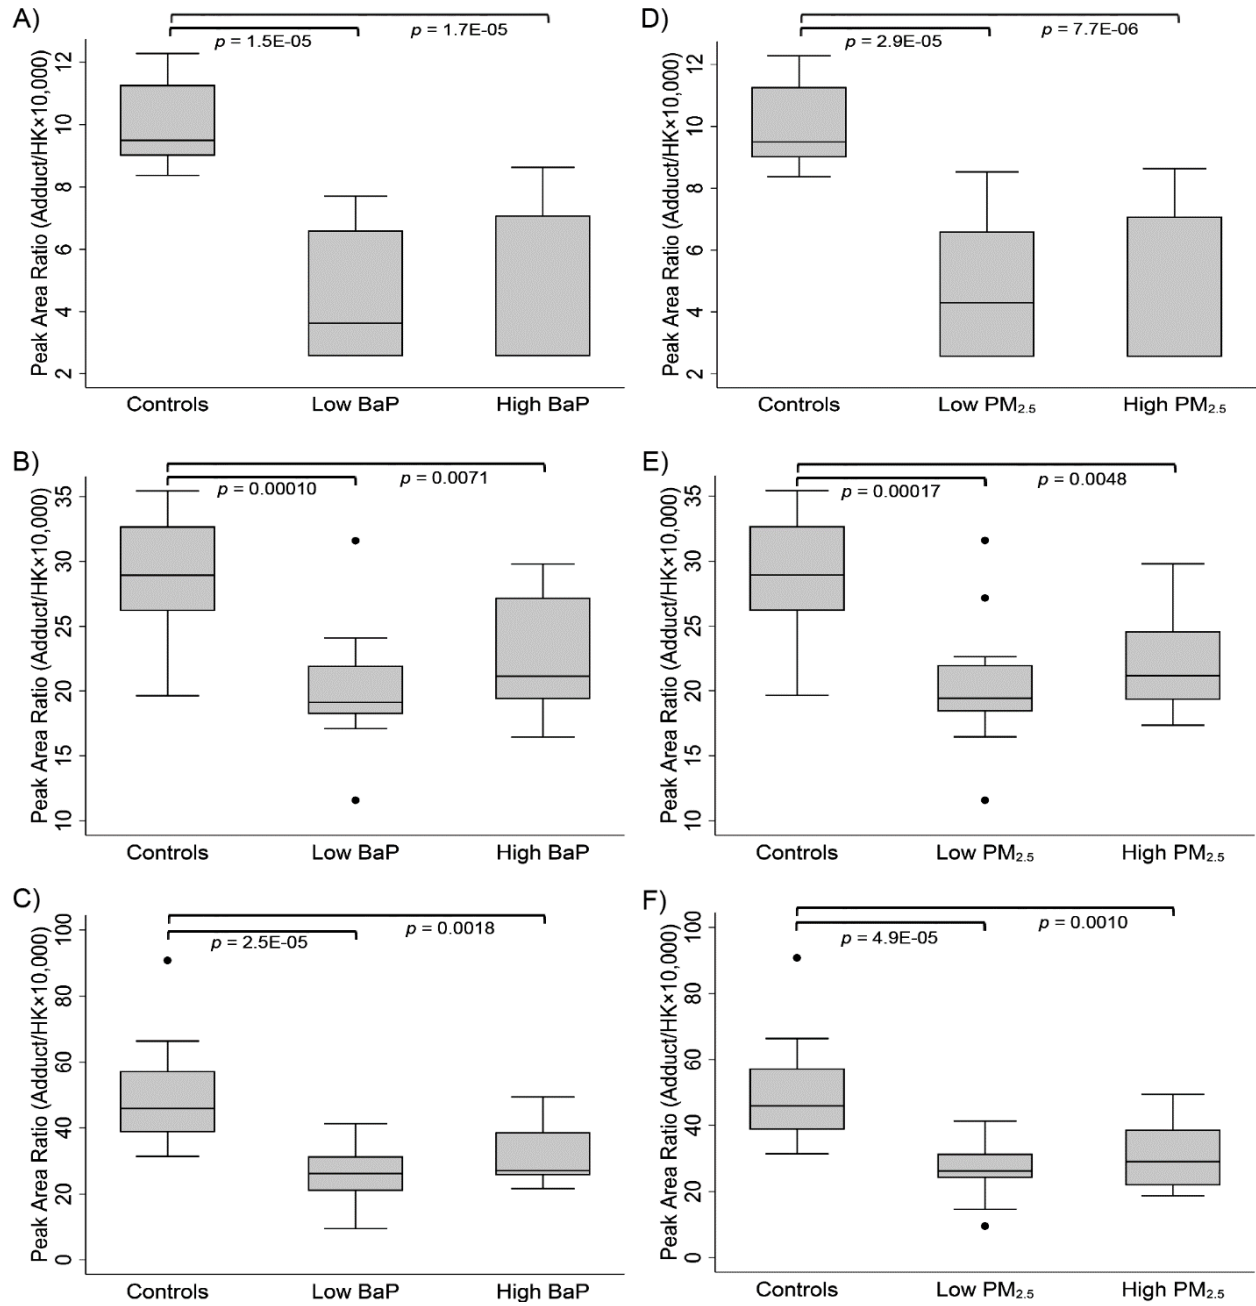 A)
p = 1.5E-05
p = 1.7E-05
Peak Area Ratio (Adduct/HK×10,000)
12
10
8
6
4
2
Controls
Low BaP
High BaP
D)
p = 2.9E-05
p = 7.7E-06
Peak Area Ratio (Adduct/HK×10,000)
12
10
8
6
4
2
Controls
Low PM₂.₅
High PM₂.₅
B)
p = 0.00010
p = 0.0071
Peak Area Ratio (Adduct/HK×10,000)
35
30
25
20
15
10
Controls
Low BaP
High BaP
E)
p = 0.00017
p = 0.0048
Peak Area Ratio (Adduct/HK×10,000)
35
30
25
20
15
10
Controls
Low PM₂.₅
High PM₂.₅
C)
p = 2.5E-05
p = 0.0018
Peak Area Ratio (Adduct/HK×10,000)
100
80
60
40
20
0
Controls
Low BaP
High BaP
F)
p = 4.9E-05
p = 0.0010
Peak Area Ratio (Adduct/HK×10,000)
100
80
60
40
20
0
Controls
Low PM₂.₅
High PM₂.₅